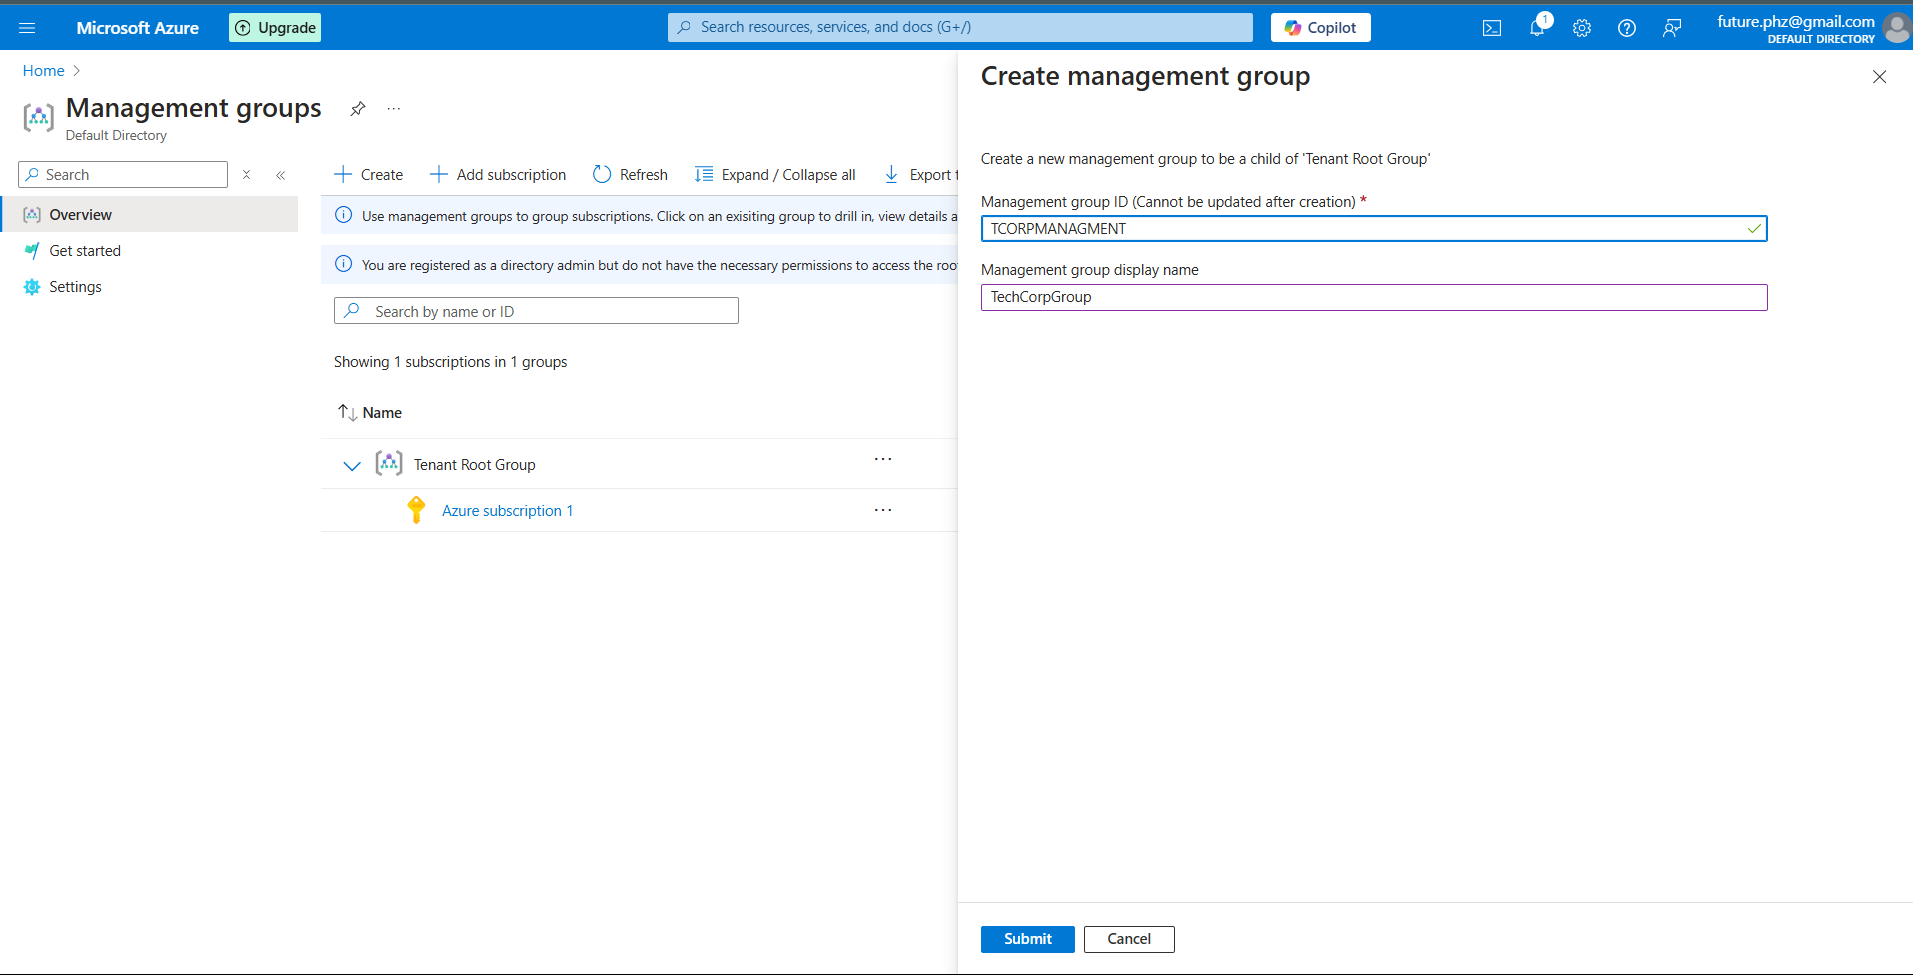 Microsoft Azure
Upgrade
Search resources, services, and docs (G+/)
Copilot
1
future.phz@gmail.com
DEFAULT DIRECTORY
Home
Management groups
Default Directory
Search
Overview
Get started
Settings
Create
Add subscription
Refresh
Expand / Collapse all
Export t
Use management groups to group subscriptions. Click on an exisiting group to drill in, view details a
You are registered as a directory admin but do not have the necessary permissions to access the roo
Search by name or ID
Showing 1 subscriptions in 1 groups
Name
Tenant Root Group
Azure subscription 1
Create management group
Create a new management group to be a child of 'Tenant Root Group'
Management group ID (Cannot be updated after creation) *
TCORPMANAGMENT
Management group display name
TechCorpGroup
Submit
Cancel